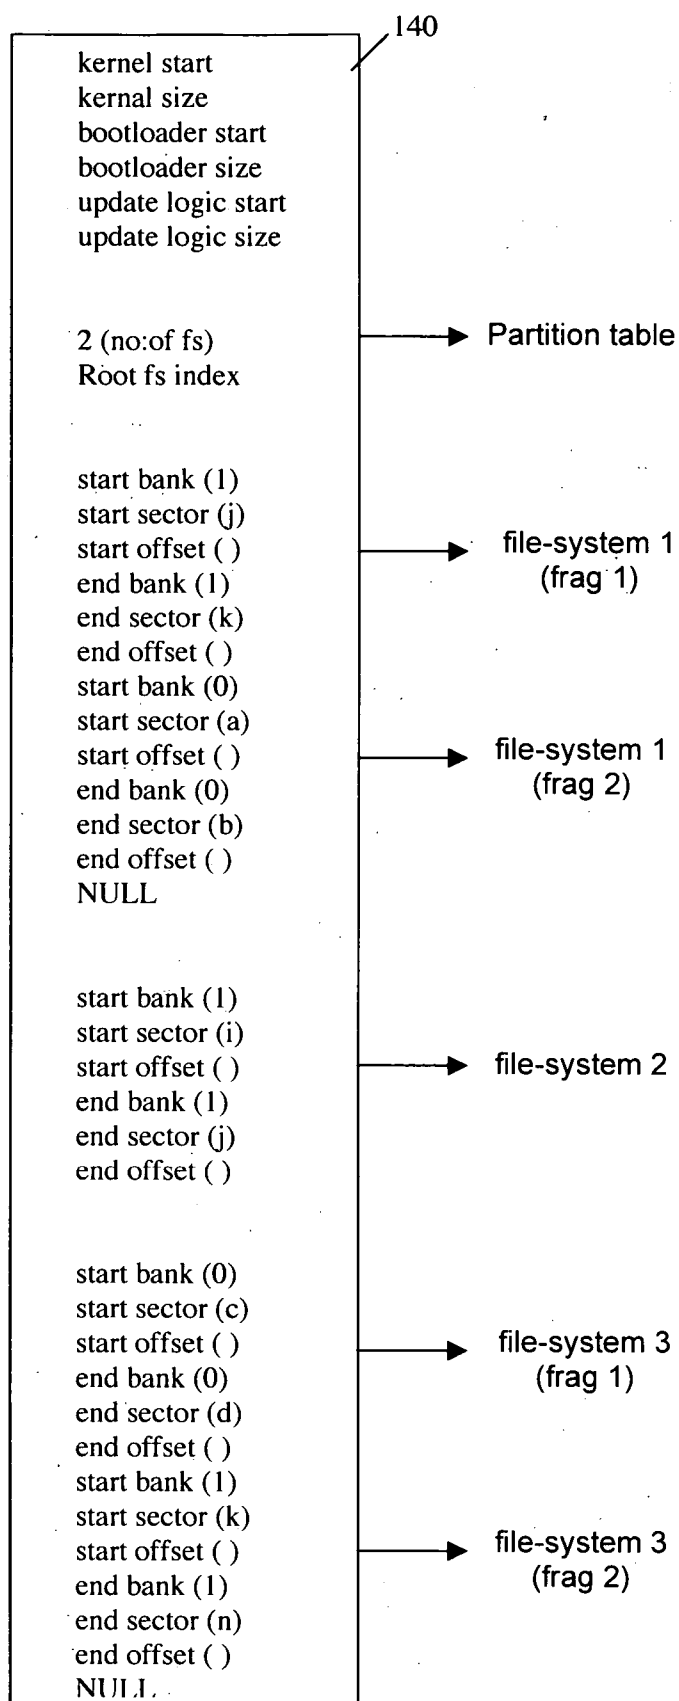 140
kernel start
kernal size
bootloader start
bootloader size
update logic start
update logic size
2 (no:of fs)
Partition table
Root fs index
start bank (1)
start sector (j)
start offset ( )
file-system 1
(frag 1)
end bank (1)
end sector (k)
end offset ( )
start bank (0)
start sector (a)
start offset ( )
file-system 1
(frag 2)
end bank (0)
end sector (b)
end offset ( )
NULL
start bank (1)
start sector (i)
start offset ( )
file-system 2
end bank (1)
end sector (j)
end offset ( )
start bank (0)
start sector (c)
start offset ( )
file-system 3
(frag 1)
end bank (0)
end sector (d)
end offset ( )
start bank (1)
start sector (k)
start offset ( )
file-system 3
(frag 2)
end bank (1)
end sector (n)
end offset ( )
NULL